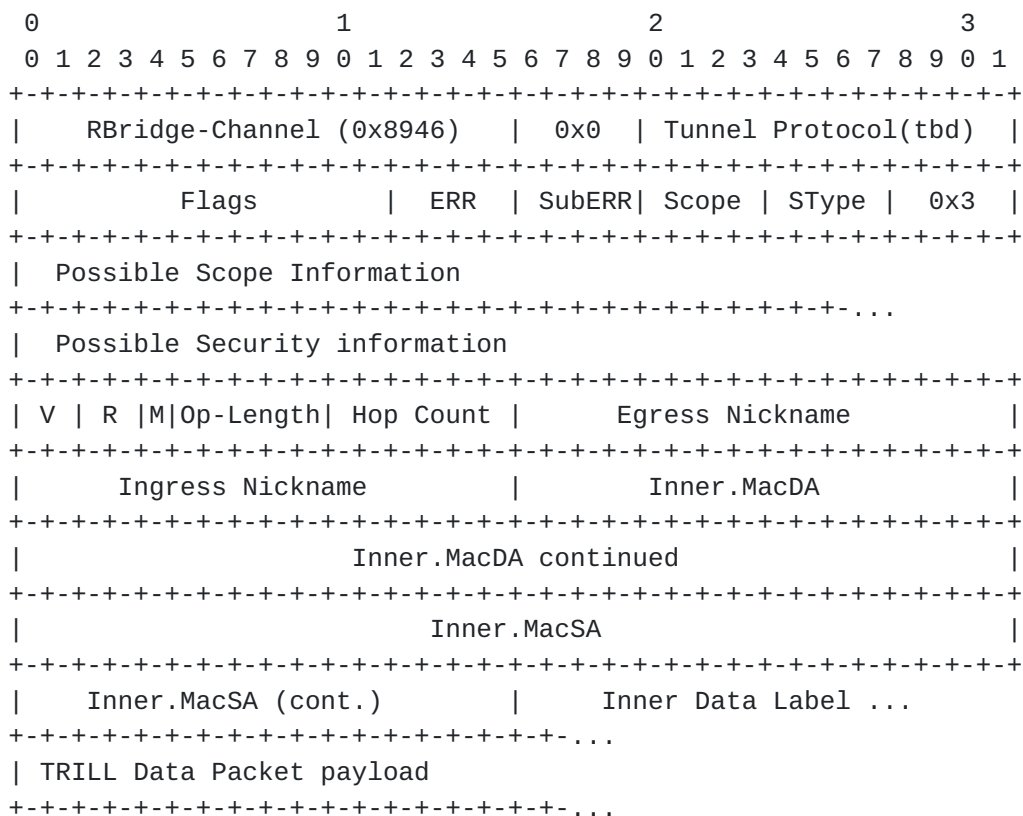 0                   1                   2                   3
 0 1 2 3 4 5 6 7 8 9 0 1 2 3 4 5 6 7 8 9 0 1 2 3 4 5 6 7 8 9 0 1
+-+-+-+-+-+-+-+-+-+-+-+-+-+-+-+-+-+-+-+-+-+-+-+-+-+-+-+-+-+-+-+-+
|    RBridge-Channel (0x8946)   |  0x0  | Tunnel Protocol(tbd)  |
+-+-+-+-+-+-+-+-+-+-+-+-+-+-+-+-+-+-+-+-+-+-+-+-+-+-+-+-+-+-+-+-+
|          Flags        |  ERR  | SubERR| Scope | SType |  0x3  |
+-+-+-+-+-+-+-+-+-+-+-+-+-+-+-+-+-+-+-+-+-+-+-+-+-+-+-+-+-+-+-+-+
|  Possible Scope Information
+-+-+-+-+-+-+-+-+-+-+-+-+-+-+-+-+-+-+-+-+-+-+-+-+-+-+-...
|  Possible Security information
+-+-+-+-+-+-+-+-+-+-+-+-+-+-+-+-+-+-+-+-+-+-+-+-+-+-+-+-+-+-+-+-+
| V | R |M|Op-Length| Hop Count |      Egress Nickname          |
+-+-+-+-+-+-+-+-+-+-+-+-+-+-+-+-+-+-+-+-+-+-+-+-+-+-+-+-+-+-+-+-+
|      Ingress Nickname         |        Inner.MacDA            |
+-+-+-+-+-+-+-+-+-+-+-+-+-+-+-+-+-+-+-+-+-+-+-+-+-+-+-+-+-+-+-+-+
|                     Inner.MacDA continued                     |
+-+-+-+-+-+-+-+-+-+-+-+-+-+-+-+-+-+-+-+-+-+-+-+-+-+-+-+-+-+-+-+-+
|                          Inner.MacSA                          |
+-+-+-+-+-+-+-+-+-+-+-+-+-+-+-+-+-+-+-+-+-+-+-+-+-+-+-+-+-+-+-+-+
|    Inner.MacSA (cont.)        |     Inner Data Label ...
+-+-+-+-+-+-+-+-+-+-+-+-+-+-+-+-+-+-...
| TRILL Data Packet payload
+-+-+-+-+-+-+-+-+-+-+-+-+-+-+-+-+-+-...